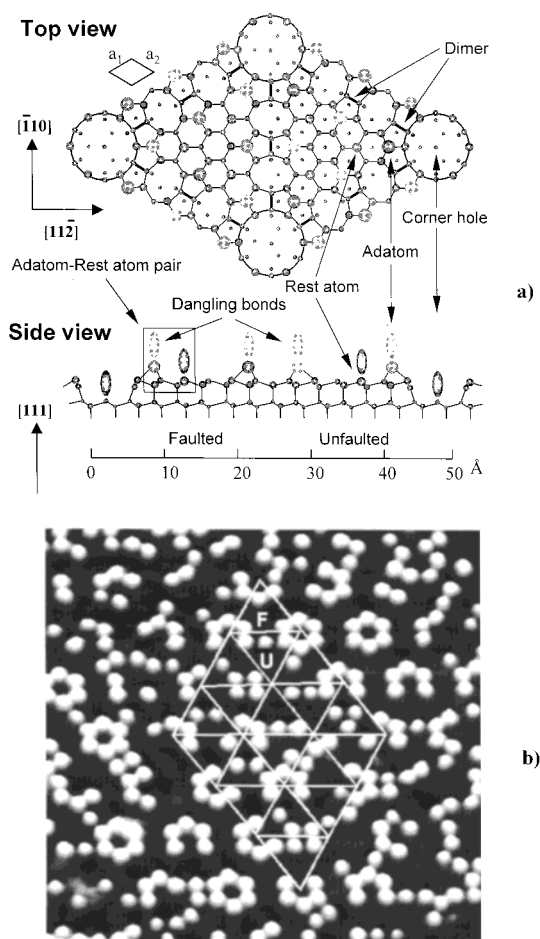 Top view
a₁ a₂
Dimer
[1̄10]
[112̄]
Corner hole
Adatom
Rest atom
Adatom-Rest atom pair
a)
Dangling bonds
Side view
[111]
Faulted Unfaulted
0 10 20 30 40 50 Å
F
U
b)